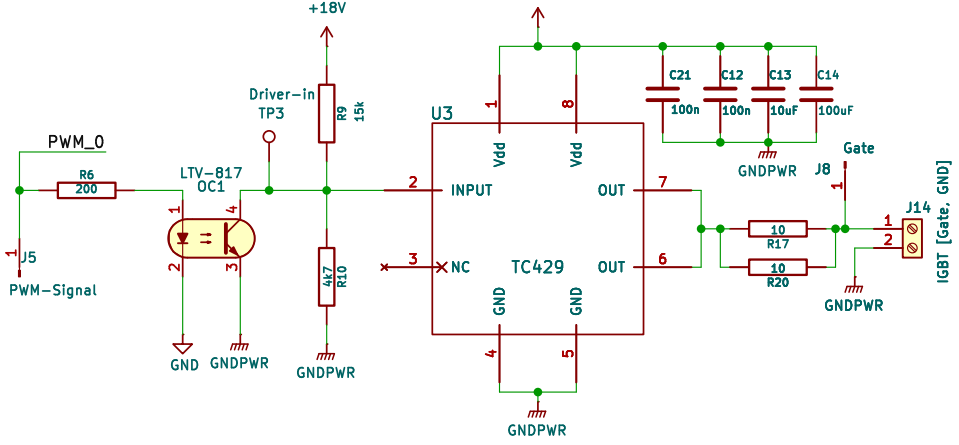 +18V
Driver-in
TP3
R9
15k
U3
1
8
Vdd
Vdd
C21
100n
C12
100n
C13
10uF
C14
100uF
GNDPWR
PWM_0
R6
200
LTV-817
OC1
1
4
2
3
2
INPUT
3
NC
TC429
OUT
7
OUT
6
GND
GND
4
5
GNDPWR
4k7
R10
GNDPWR
1
J5
PWM-Signal
GND
GNDPWR
10
R17
10
R20
Gate
J8
1
J14
1
2
IGBT [Gate, GND]
GNDPWR